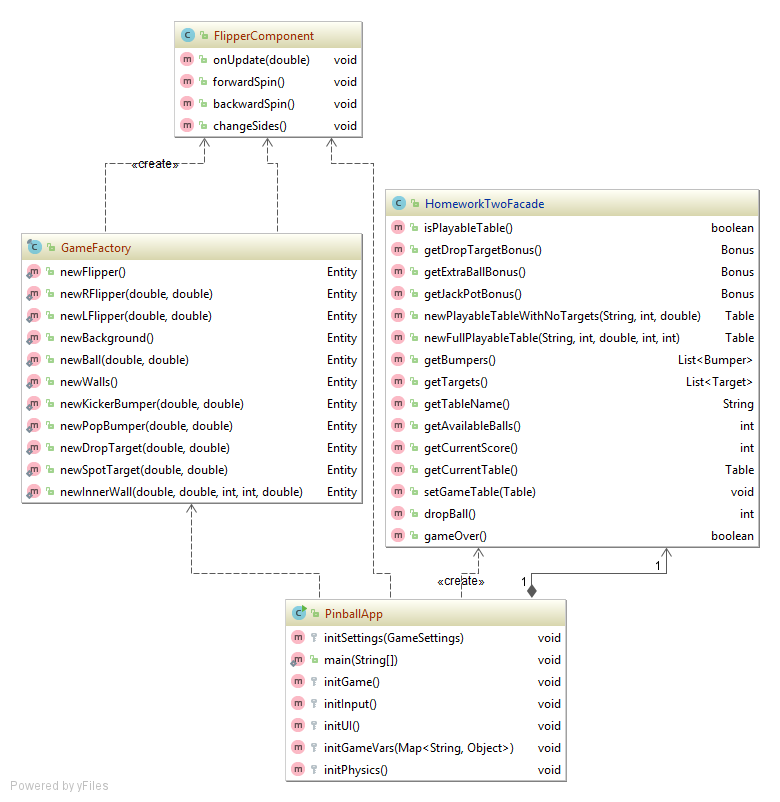 FlipperComponent
onUpdate(double) void
forwardSpin() void
backwardSpin() void
changeSides() void
«create»
HomeworkTwoFacade
isPlayableTable() boolean
getDropTargetBonus() Bonus
getExtraBallBonus() Bonus
getJackPotBonus() Bonus
newPlayableTableWithNoTargets(String, int, double) Table
newFullPlayableTable(String, int, double, int, int) Table
getBumpers() List<Bumper>
getTargets() List<Target>
getTableName() String
getAvailableBalls() int
getCurrentScore() int
getCurrentTable() Table
setGameTable(Table) void
dropBall() int
gameOver() boolean
GameFactory
newFlipper() Entity
newRFlipper(double, double) Entity
newLFlipper(double, double) Entity
newBackground() Entity
newBall(double, double) Entity
newWalls() Entity
newKickerBumper(double, double) Entity
newPopBumper(double, double) Entity
newDropTarget(double, double) Entity
newSpotTarget(double, double) Entity
newInnerWall(double, double, int, int, double) Entity
«create»
1
1
PinballApp
initSettings(GameSettings) void
main(String[]) void
initGame() void
initInput() void
initUI() void
initGameVars(Map<String, Object>) void
initPhysics() void
Powered by yFiles